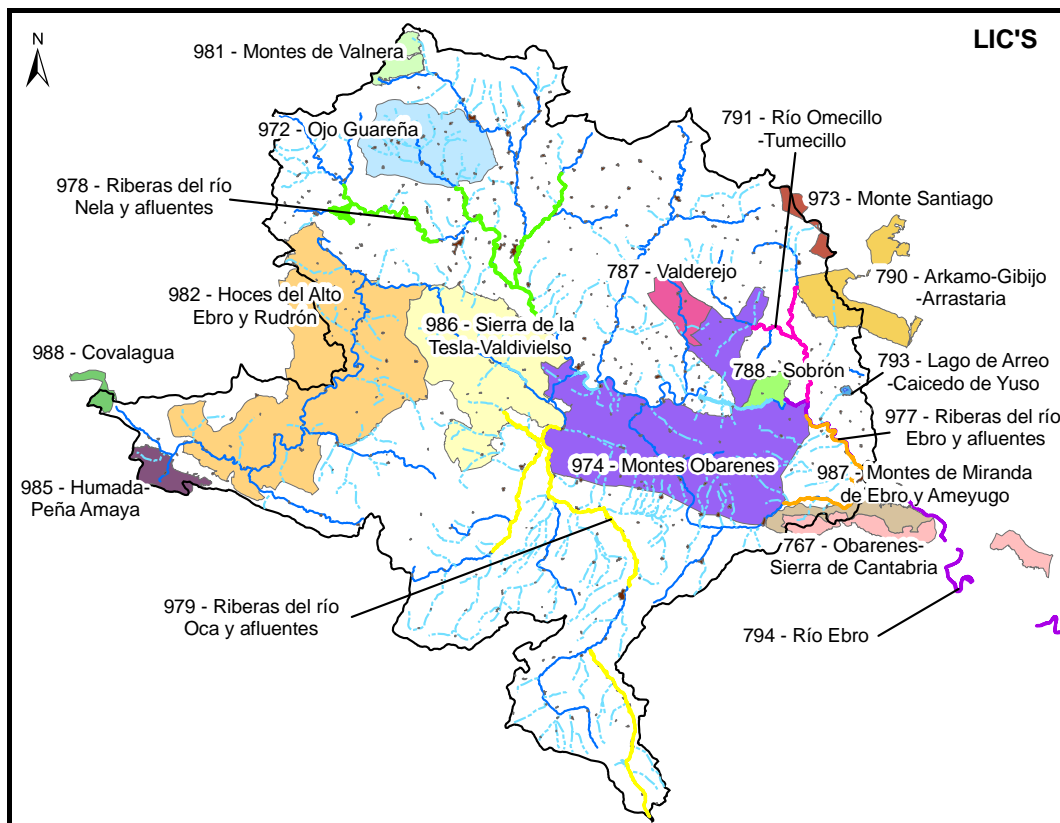 LIC'S
N
981 - Montes de Valnera
972 - Ojo Guareña
978 - Riberas del río
Nela y afluentes
791 - Río Omecillo
-Tumecillo
973 - Monte Santiago
787 - Valderejo
790 - Arkamo-Gibijo
-Arrastaria
982 - Hoces del Alto
Ebro y Rudrón
986 - Sierra de la
Tesla-Valdivielso
988 - Covalagua
788 - Sobrón
793 - Lago de Arreo
-Caicedo de Yuso
977 - Riberas del río
Ebro y afluentes
974 - Montes Obarenes
987 - Montes de Miranda
de Ebro y Ameyugo
985 - Humada-
Peña Amaya
767 - Obarenes-
Sierra de Cantabria
979 - Riberas del río
Oca y afluentes
794 - Río Ebro